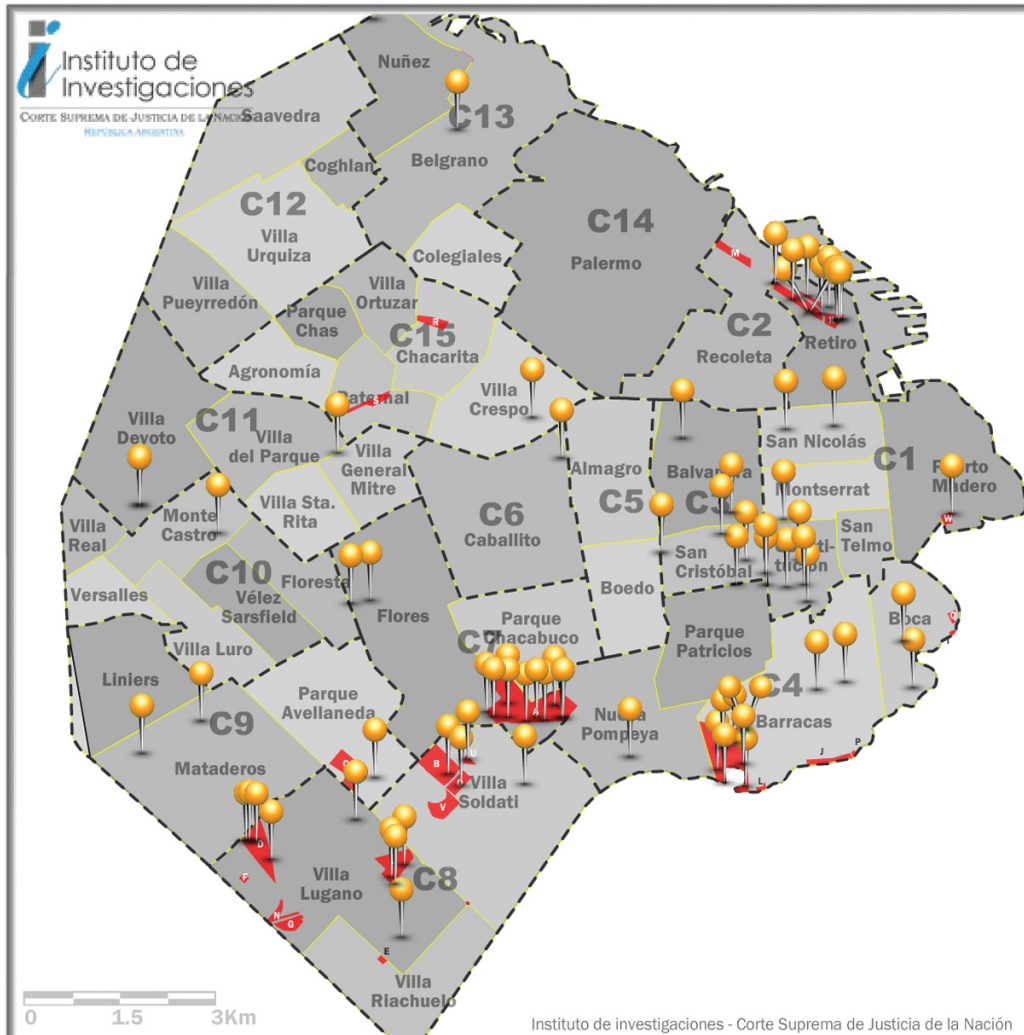 Instituto de
Investigaciones
CORTE SUPREMA DE JUSTICIA DE LA NACIÓN
REPÚBLICA ARGENTINA
Nuñez
C13
Saavedra
Coghlan
Belgrano
C12
Villa
Urquiza
Colegiales
C14
Palermo
M
Villa
Pueyrredón
Villa
Ortuzar
Parque
Chas
R
C15
Chacarita
C2
Recoleta
Retiro
Agronomía
Paternal
S
Villa
Crespo
Villa
Devoto
C11
Villa
del Parque
Villa
General
Mitre
Almagro
C5
Balvanera
C3
San Nicolás
Montserrat
C1
Puerto
Madero
W
Villa Sta.
Rita
Monte
Castro
Villa
Real
C6
Caballito
San
Cristóbal
San
Telmo
Versalles
C10
Vélez
Sarsfield
Floresta
Flores
Boedo
Boca
Parque
Chacabuco
C7
Parque
Patricios
Villa Luro
Liniers
Parque
Avellaneda
C9
C4
Barracas
Nueva
Pompeya
A
Mataderos
B
U
J
P
L
Villa
Soldati
V
D
F
Villa
Lugano
C8
N
G
E
Villa
Riachuelo
0 1.5 3Km
Instituto de investigaciones - Corte Suprema de Justicia de la Nación